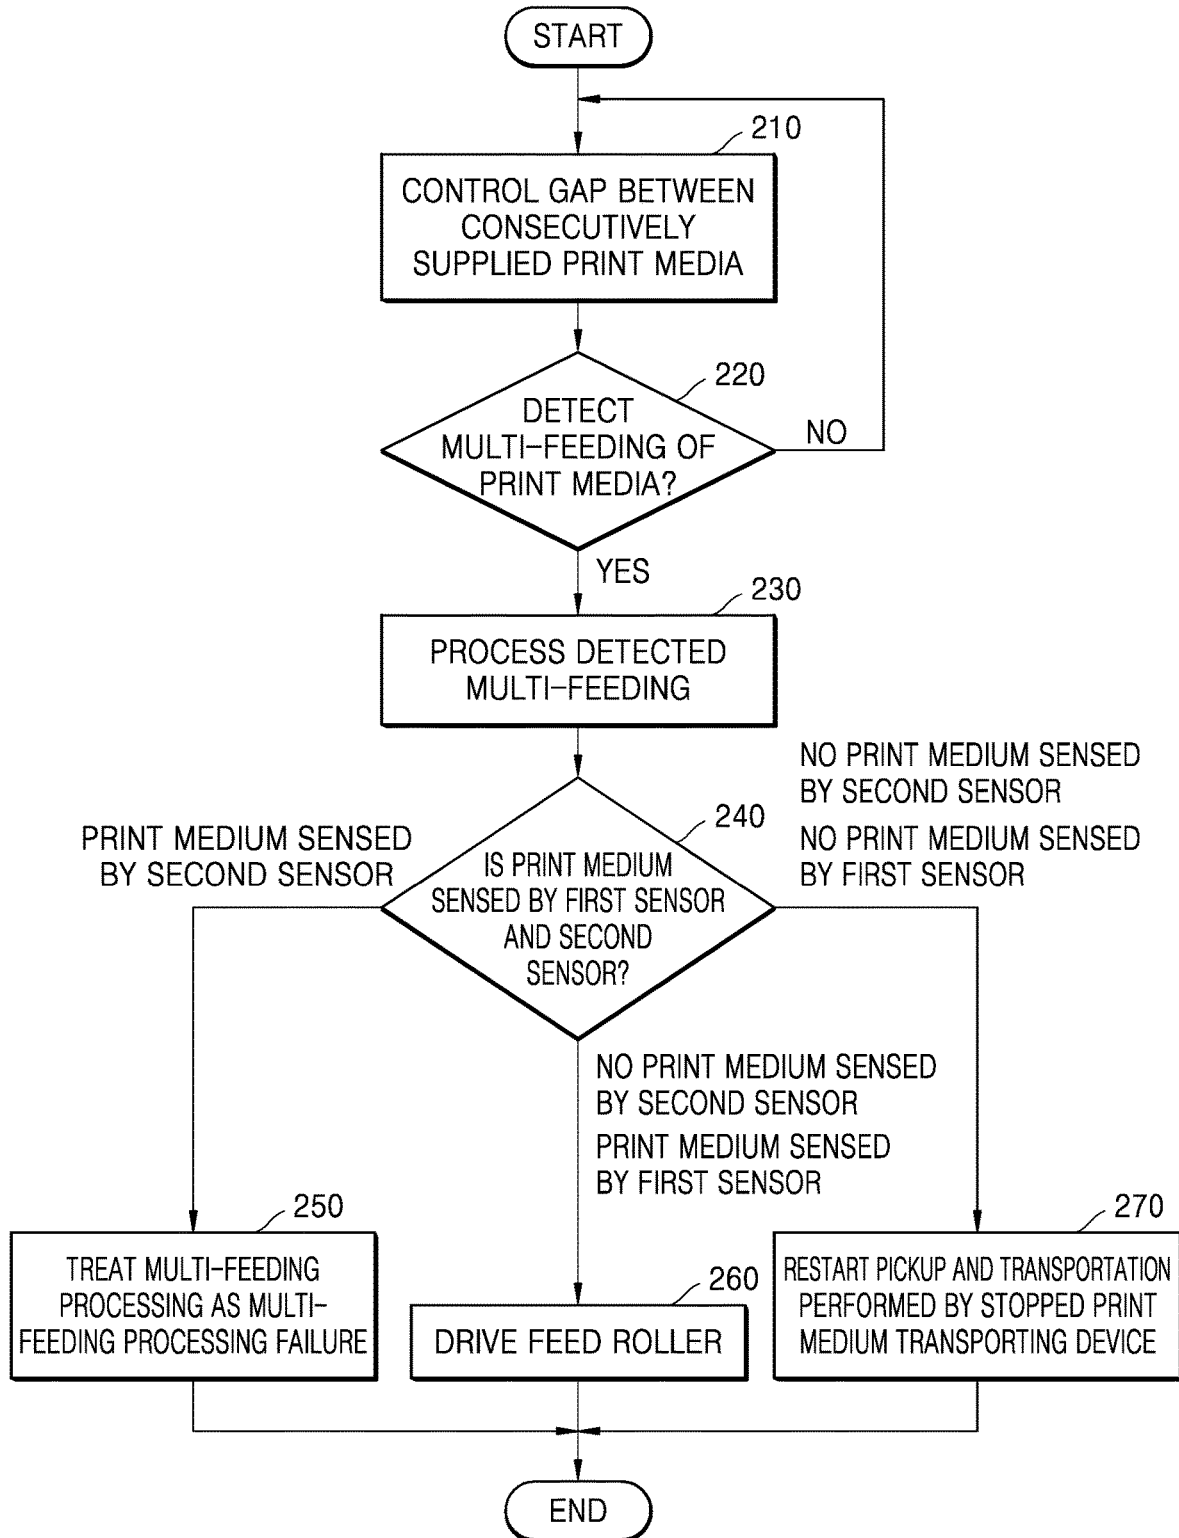 START
210
CONTROL GAP BETWEEN
CONSECUTIVELY
SUPPLIED PRINT MEDIA
220
DETECT
MULTI-FEEDING OF
PRINT MEDIA?
NO
YES
230
PROCESS DETECTED
MULTI-FEEDING
240
IS PRINT MEDIUM
SENSED BY FIRST SENSOR
AND SECOND
SENSOR?
PRINT MEDIUM SENSED
BY SECOND SENSOR
NO PRINT MEDIUM SENSED
BY SECOND SENSOR
NO PRINT MEDIUM SENSED
BY FIRST SENSOR
NO PRINT MEDIUM SENSED
BY SECOND SENSOR
PRINT MEDIUM SENSED
BY FIRST SENSOR
250
TREAT MULTI-FEEDING
PROCESSING AS MULTI-
FEEDING PROCESSING FAILURE
260
DRIVE FEED ROLLER
270
RESTART PICKUP AND TRANSPORTATION
PERFORMED BY STOPPED PRINT
MEDIUM TRANSPORTING DEVICE
END